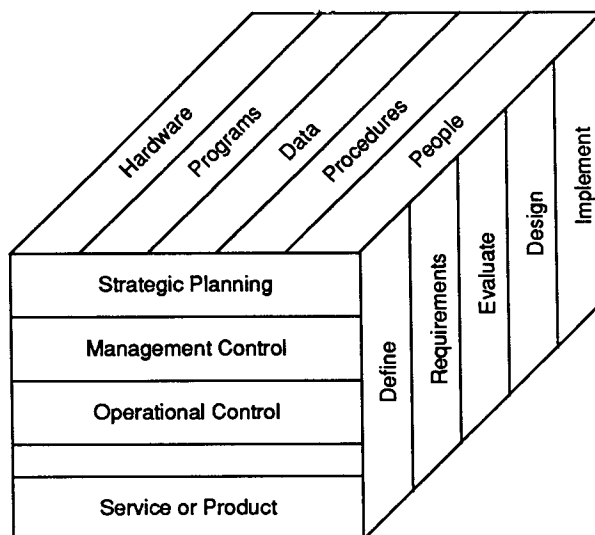 Hardware
Programs
Data
Procedures
People
Strategic Planning
Management Control
Operational Control
Service or Product
Define
Requirements
Evaluate
Design
Implement